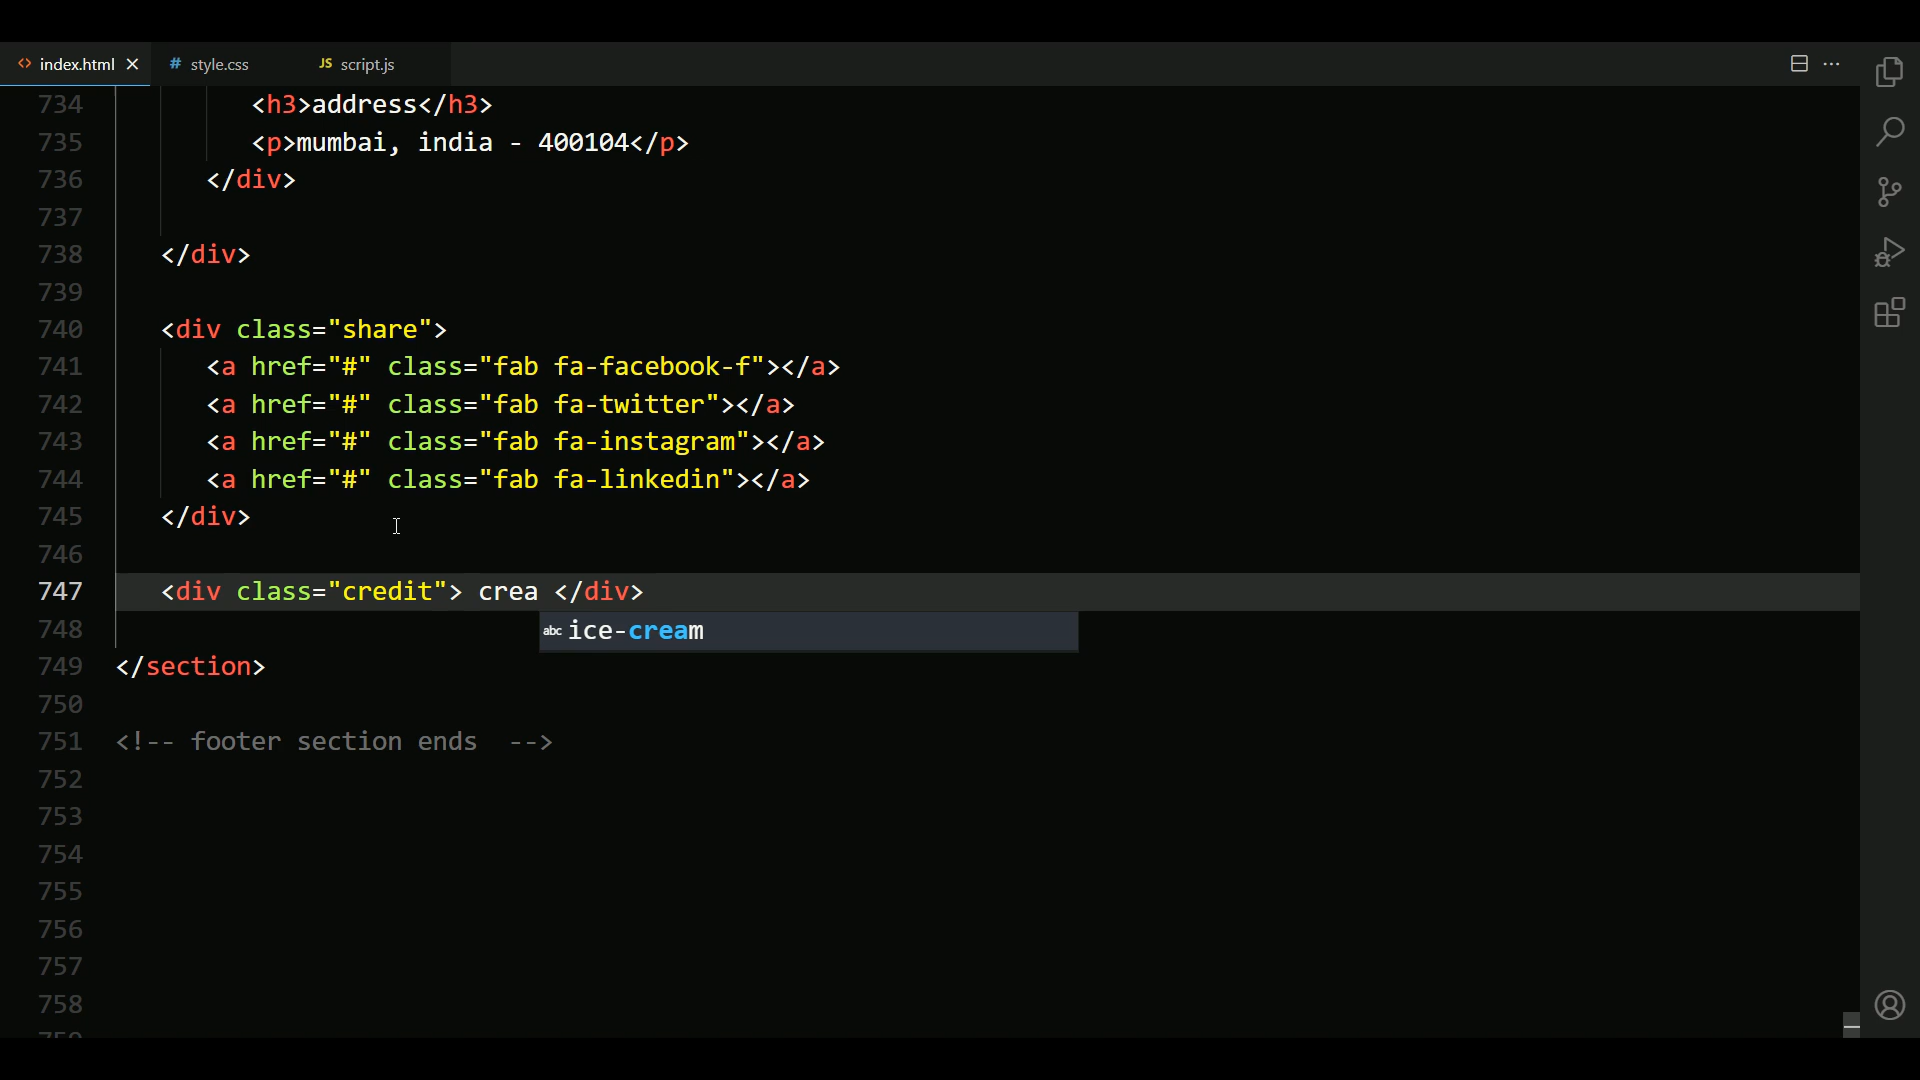 index.html
style.css
JS script.js
734 <h3>address</h3>
735 <p>mumbai, india - 400104</p>
736 </div>
737
738 </div>
739
740 <div class="share">
741 <a href="#" class="fab fa-facebook-f"></a>
742 <a href="#" class="fab fa-twitter"></a>
743 <a href="#" class="fab fa-instagram"></a>
744 <a href="#" class="fab fa-linkedin"></a>
745 </div>
746
747 <div class="credit"> crea </div>
abc ice-cream
748
749 </section>
750
751 <!-- footer section ends -->
752
753
754
755
756
757
758